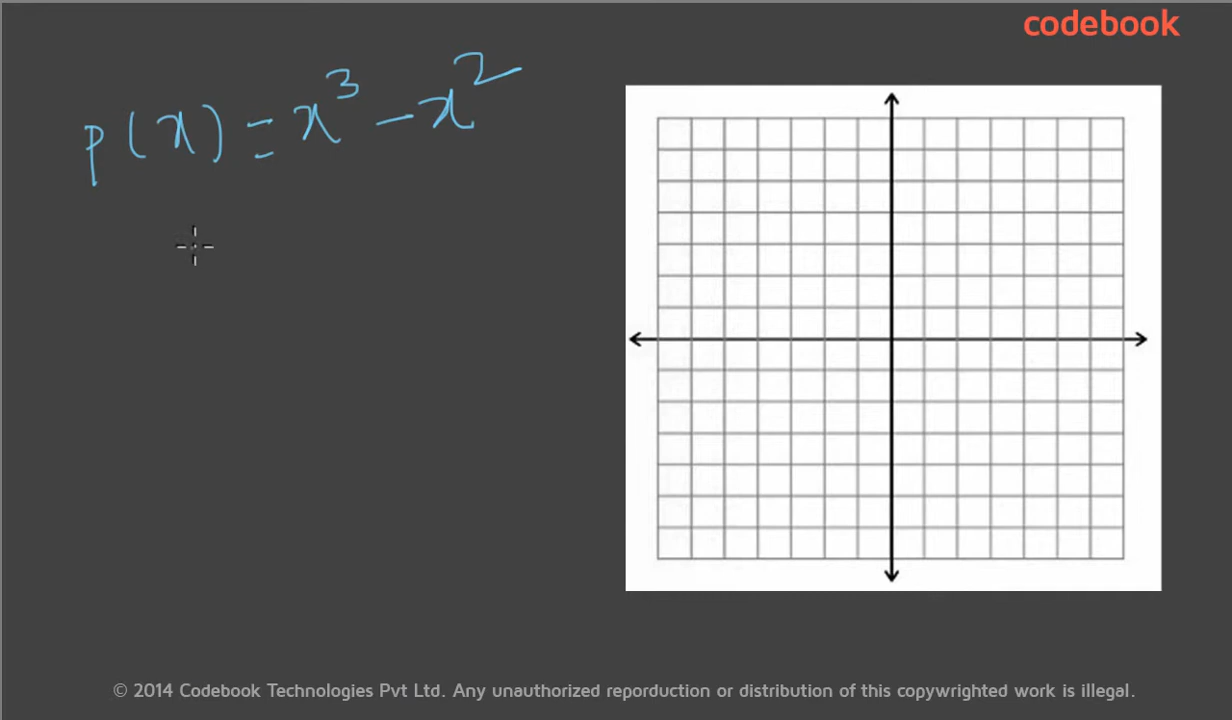 codebook
p(x) = x³ - x²
© 2014 Codebook Technologies Pvt Ltd. Any unauthorized reporduction or distribution of this copywrighted work is illegal.